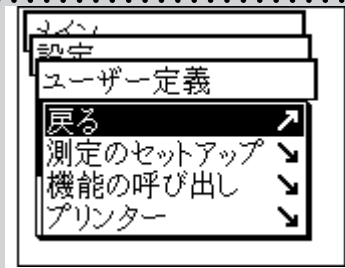 メイン
設定
ユーザー定義
戻る
測定のセットアップ
機能の呼び出し
プリンター